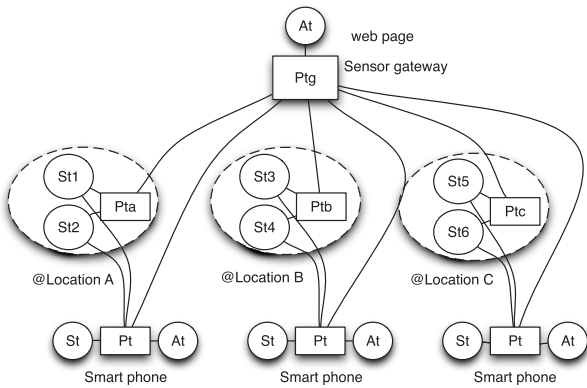 At
web page
Ptg
Sensor gateway
St1
Pta
St2
St3
Ptb
St4
St5
Ptc
St6
@Location A
@Location B
@Location C
St
Pt
At
St
Pt
At
St
Pt
At
Smart phone
Smart phone
Smart phone